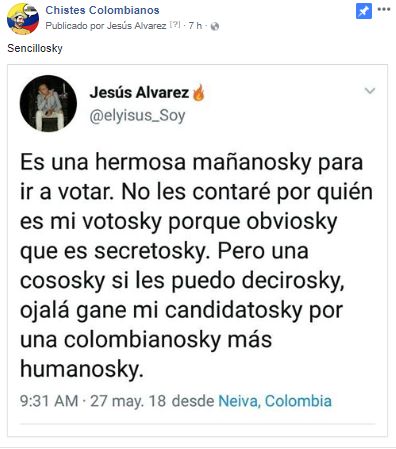 Chistes Colombianos
Publicado por Jesús Alvarez [?] · 7 h ·
Sencillosky
Jesús Alvarez🔥
@elyisus_Soy
Es una hermosa mañanosky para
ir a votar. No les contaré por quién
es mi votosky porque obviosky
que es secretosky. Pero una
cososky si les puedo decirosky,
ojalá gane mi candidatosky por
una colombianosky más
humanosky.
9:31 AM · 27 may. 18 desde Neiva, Colombia